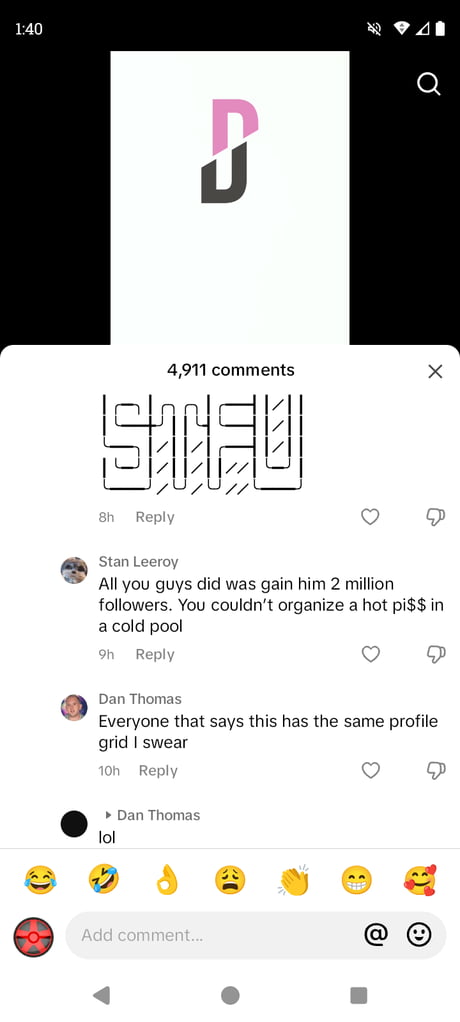 1:40
D
4,911 comments
STFU
8h Reply
Stan Leeroy
All you guys did was gain him 2 million
followers. You couldn't organize a hot pi$$ in
a cold pool
9h Reply
Dan Thomas
Everyone that says this has the same profile
grid I swear
10h Reply
Dan Thomas
lol
Add comment...
@